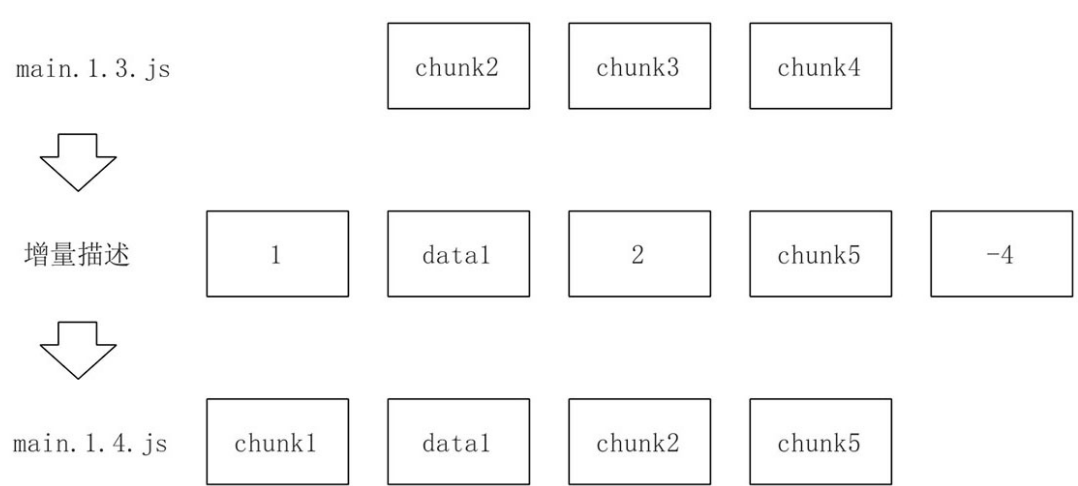 main.1.3.js chunk2 chunk3 chunk4
增量描述 1 data1 2 chunk5 -4
main.1.4.js chunk1 data1 chunk2 chunk5